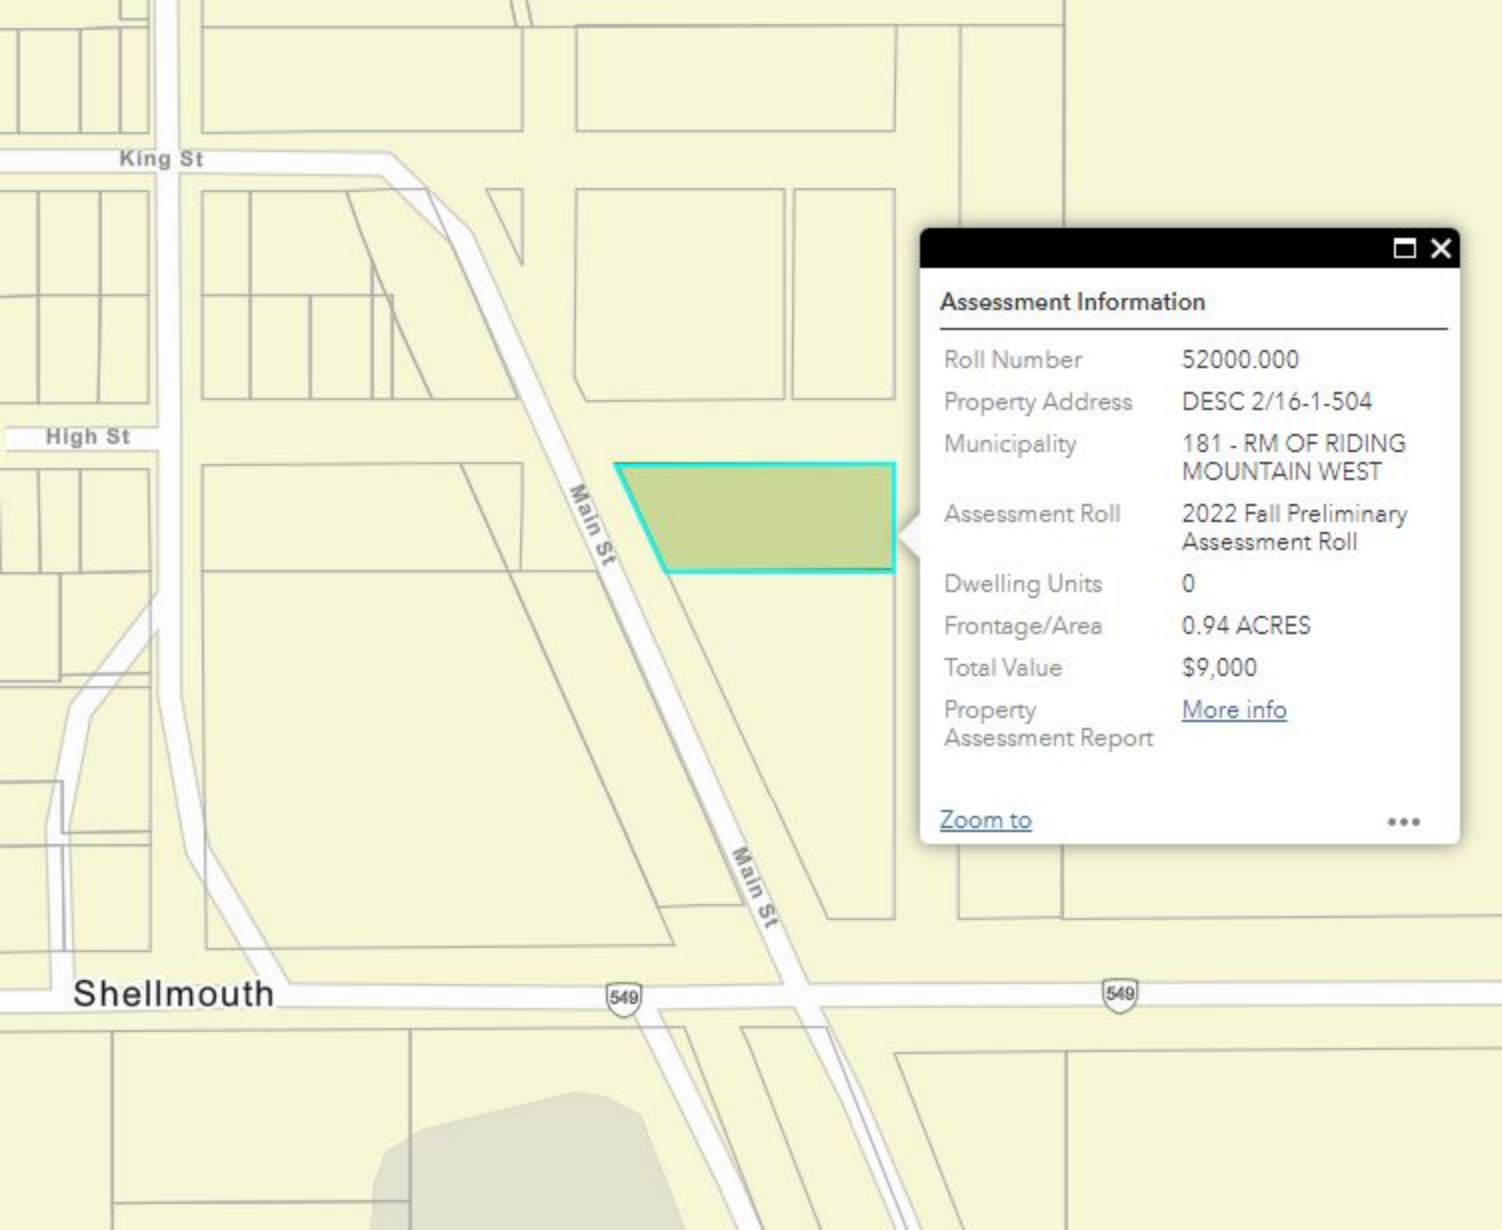 King St
High St
Main St
Main St
Shellmouth
549
549
Assessment Information
Roll Number 52000.000
Property Address DESC 2/16-1-504
Municipality 181 - RM OF RIDING
MOUNTAIN WEST
Assessment Roll 2022 Fall Preliminary
Assessment Roll
Dwelling Units 0
Frontage/Area 0.94 ACRES
Total Value $9,000
Property More info
Assessment Report
Zoom to